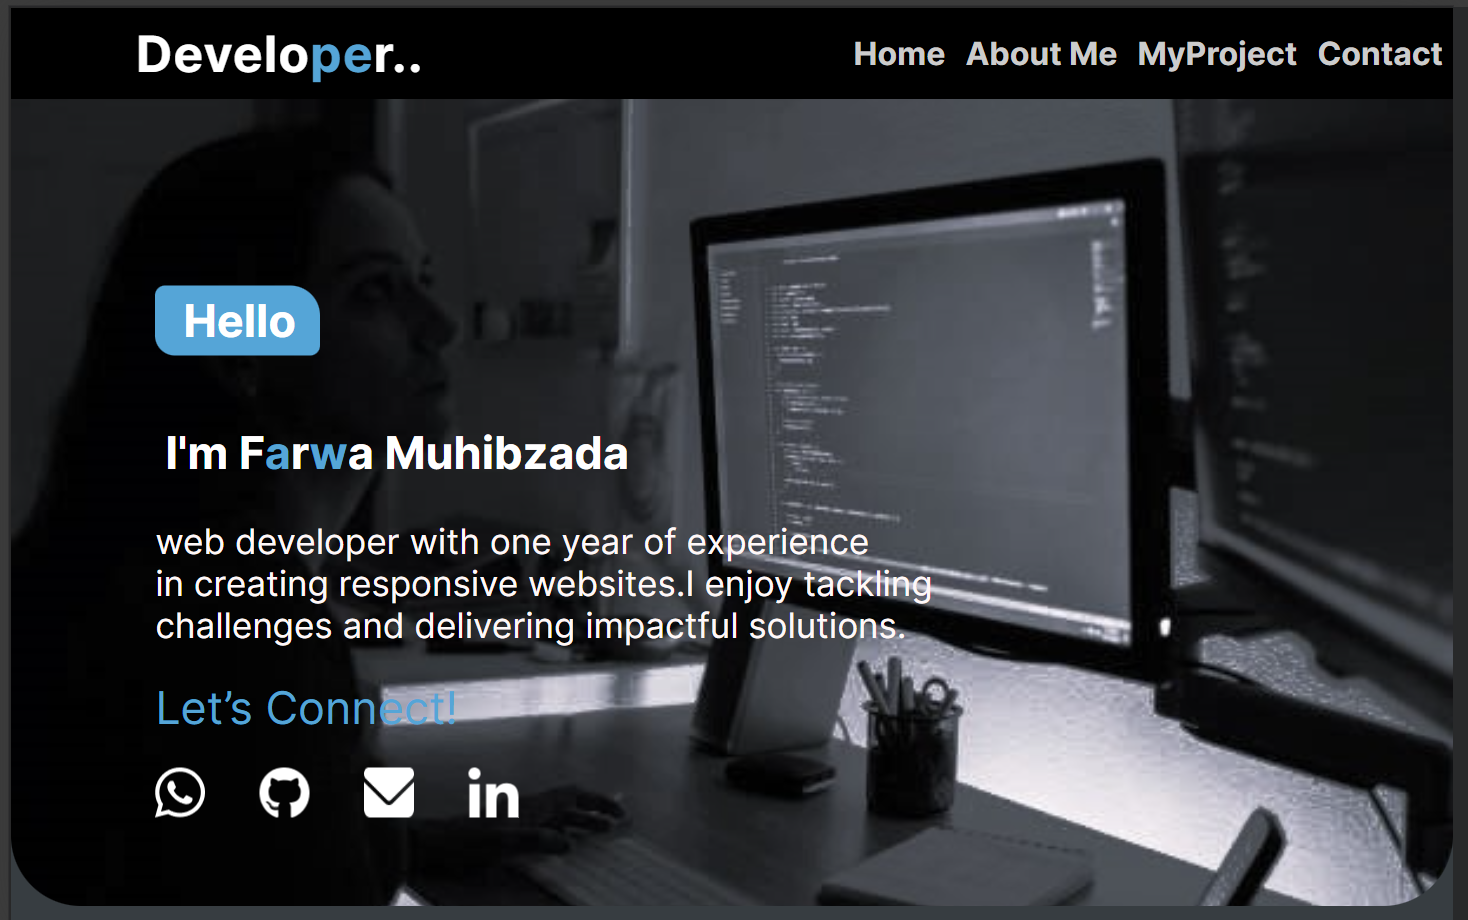 Developer..
Home About Me MyProject Contact
Hello
I'm Farwa Muhibzada
web developer with one year of experience
in creating responsive websites.I enjoy tackling
challenges and delivering impactful solutions.
Let’s Connect!
in